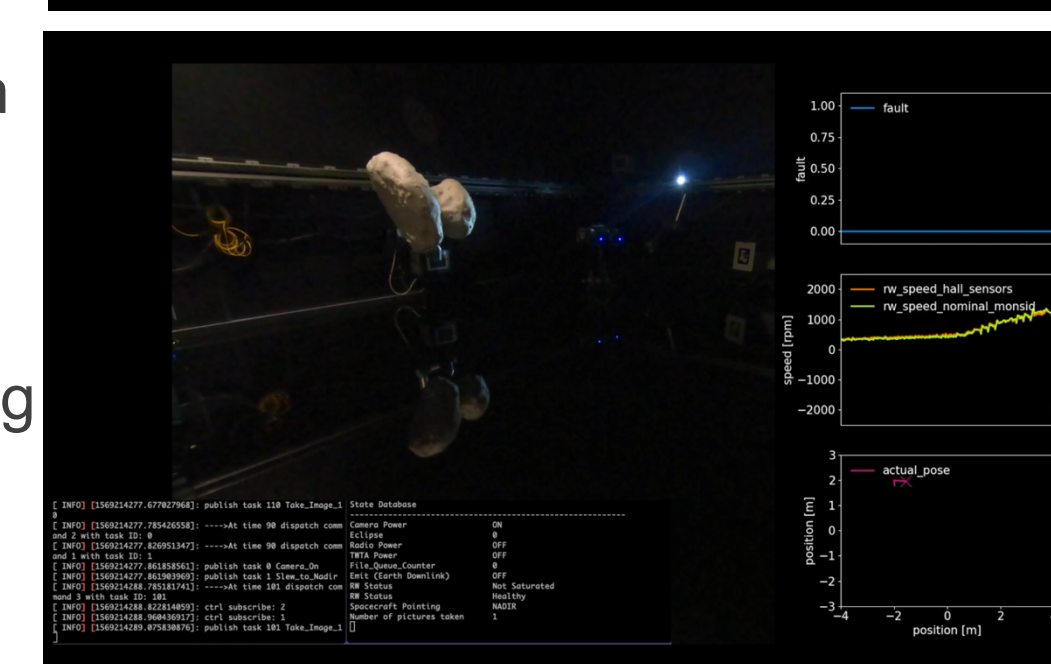 n
g
1.00
fault
0.75
0.50
0.25
0.00
fault
2000
rw_speed_hall_sensors
rw_speed_nominal_monsid
1000
0
−1000
−2000
speed [rpm]
3
actual_pose
2
1
0
−1
−2
−3
position [m]
−4
−2
0
2
position [m]
[ INFO] [1569214277.677027968]: publish task 110 Take_Image_1
0
[ INFO] [1569214277.785426558]: ---->At time 90 dispatch comm
and 2 with task ID: 0
[ INFO] [1569214277.826951347]: ---->At time 90 dispatch comm
and 1 with task ID: 1
[ INFO] [1569214277.861858561]: publish task 0 Camera_On
[ INFO] [1569214277.861903969]: publish task 1 Slew_to_Nadir
[ INFO] [1569214288.785181741]: ---->At time 101 dispatch com
mand 3 with task ID: 101
[ INFO] [1569214288.822814059]: ctrl subscribe: 2
[ INFO] [1569214288.960436917]: ctrl subscribe: 1
[ INFO] [1569214289.075830876]: publish task 101 Take_Image_1
State Database
Camera Power ON
Eclipse 0
Radio Power OFF
TWTA Power OFF
File_Queue_Counter 0
Emit (Earth Downlink) OFF
RW Status Not Saturated
RW Status Healthy
Spacecraft Pointing NADIR
Number of pictures taken 1